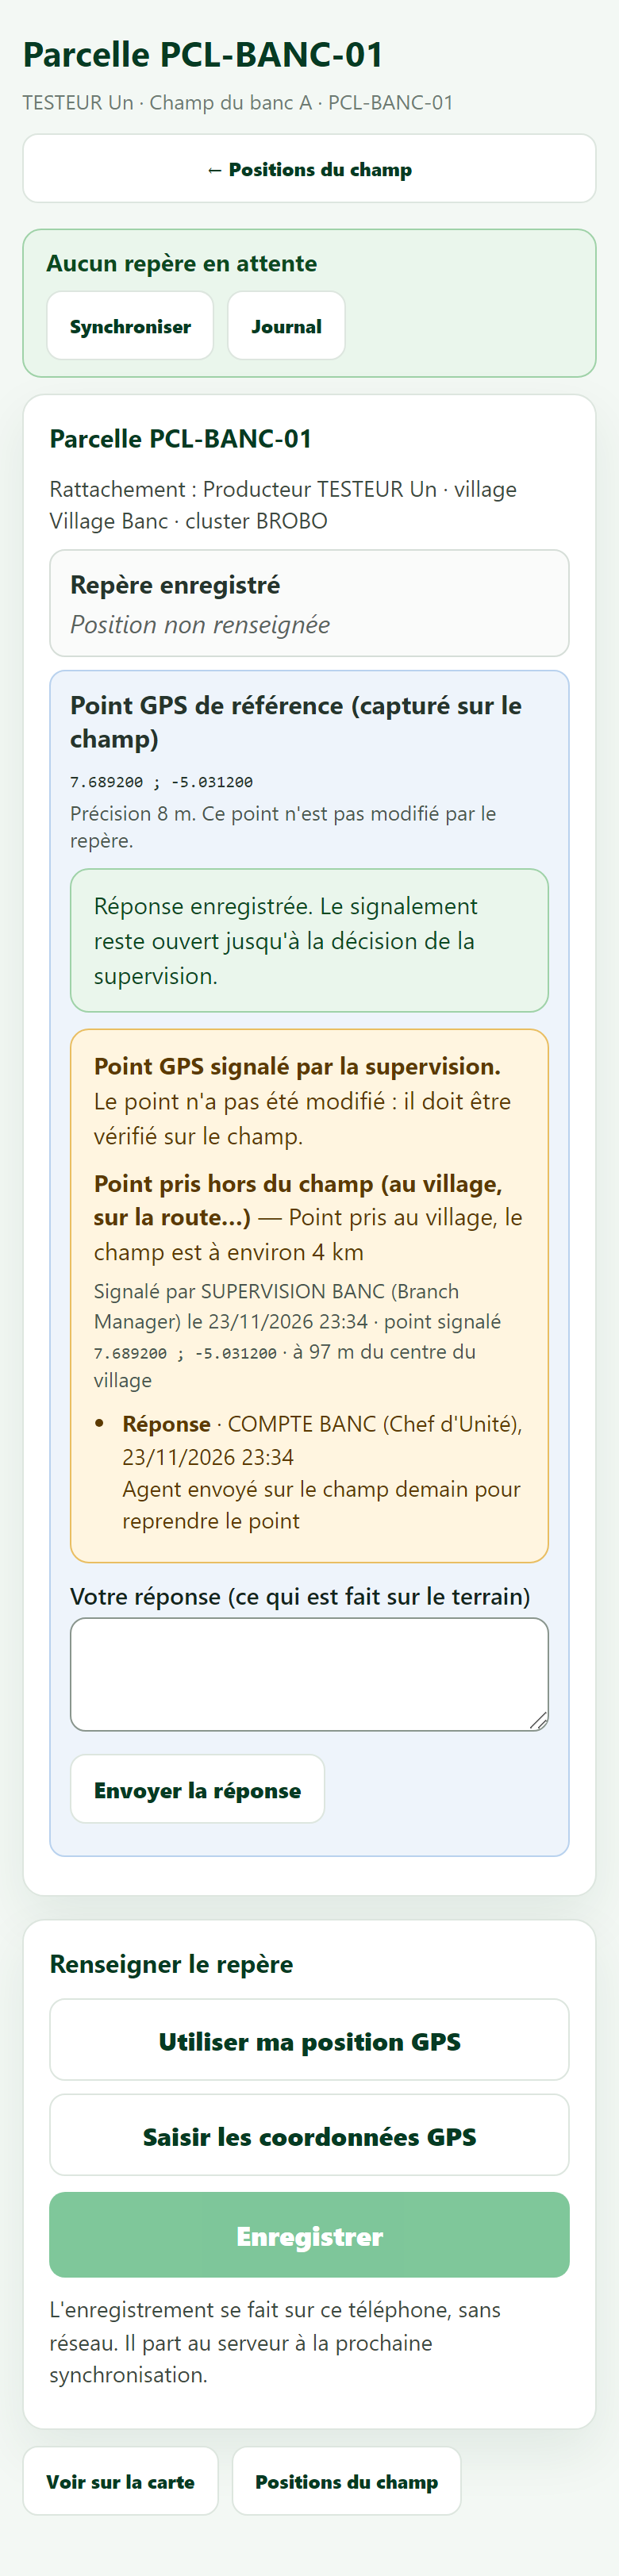 Parcelle PCL-BANC-01
TESTEUR Un · Champ du banc A · PCL-BANC-01
← Positions du champ
Aucun repère en attente
Synchroniser
Journal
Parcelle PCL-BANC-01
Rattachement : Producteur TESTEUR Un · village
Village Banc · cluster BROBO
Repère enregistré
Position non renseignée
Point GPS de référence (capturé sur le
champ)
7.689200 ; -5.031200
Précision 8 m. Ce point n'est pas modifié par le
repère.
Réponse enregistrée. Le signalement
reste ouvert jusqu'à la décision de la
supervision.
Point GPS signalé par la supervision.
Le point n'a pas été modifié : il doit être
vérifié sur le champ.
Point pris hors du champ (au village,
sur la route…) — Point pris au village, le
champ est à environ 4 km
Signalé par SUPERVISION BANC (Branch
Manager) le 23/11/2026 23:34 · point signalé
7.689200 ; -5.031200 · à 97 m du centre du
village
• Réponse · COMPTE BANC (Chef d'Unité),
23/11/2026 23:34
Agent envoyé sur le champ demain pour
reprendre le point
Votre réponse (ce qui est fait sur le terrain)
Envoyer la réponse
Renseigner le repère
Utiliser ma position GPS
Saisir les coordonnées GPS
Enregistrer
L'enregistrement se fait sur ce téléphone, sans
réseau. Il part au serveur à la prochaine
synchronisation.
Voir sur la carte
Positions du champ